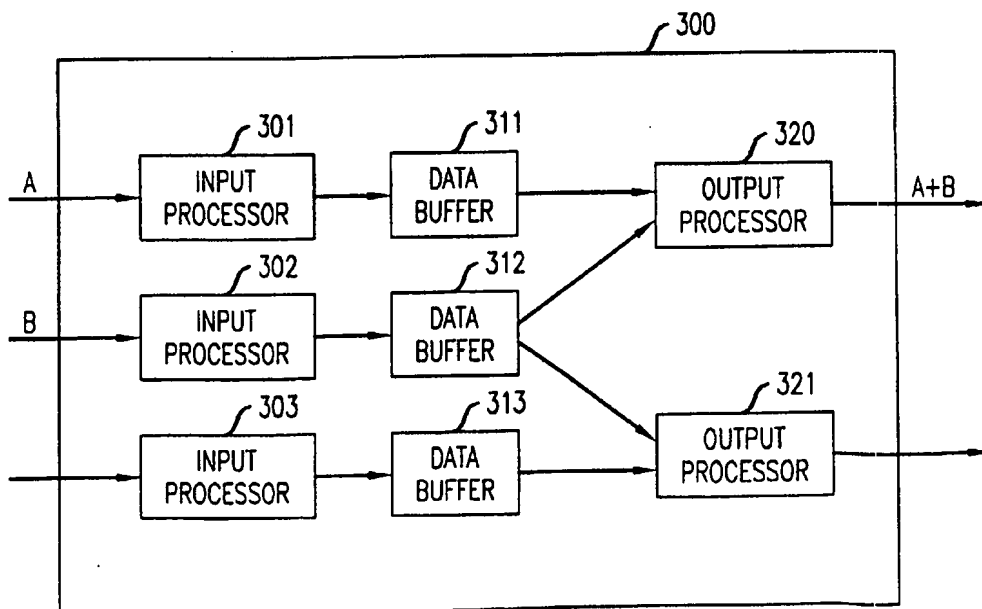 300
301
311
320
A
INPUT
PROCESSOR
DATA
BUFFER
OUTPUT
PROCESSOR
A+B
302
312
B
INPUT
PROCESSOR
DATA
BUFFER
303
313
321
INPUT
PROCESSOR
DATA
BUFFER
OUTPUT
PROCESSOR